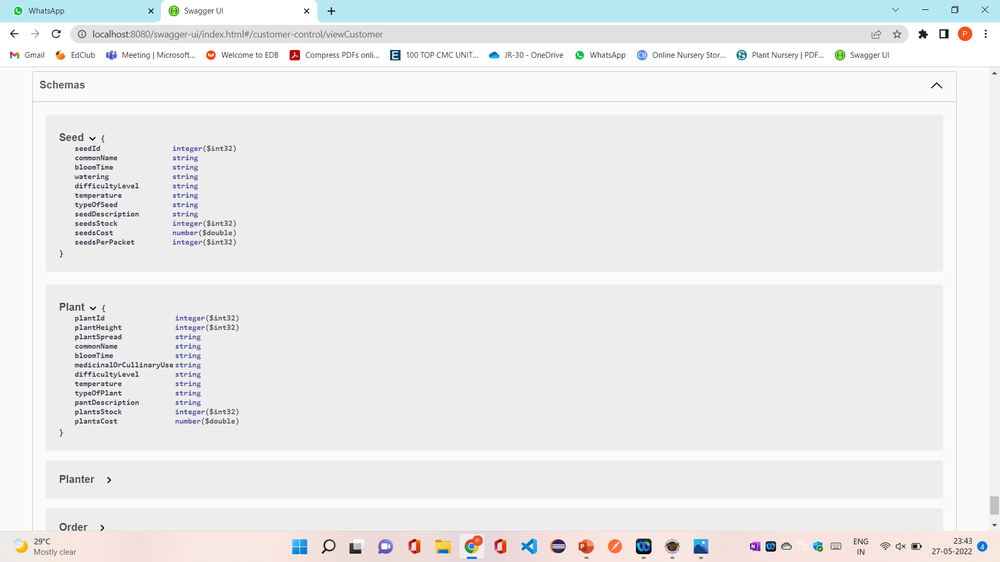 WhatsApp
Swagger UI
localhost:8080/swagger-ui/index.html#/customer-control/viewCustomer
P
Gmail
EdClub
Meeting | Microsoft...
Welcome to EDB
Compress PDFs onli...
E 100 TOP CMC UNIT...
JR-30 - OneDrive
WhatsApp
CB Online Nursery Stor...
Plant Nursery | PDF...
Swagger UI
Schemas
Seed {
seedId integer($int32)
commonName string
bloomTime string
watering string
difficultyLevel string
temperature string
typeOfSeed string
seedDescription string
seedsStock integer($int32)
seedsCost number($double)
seedsPerPacket integer($int32)
}
Plant {
plantId integer($int32)
plantHeight integer($int32)
plantSpread string
commonName string
bloomTime string
medicinalOrCullinaryUse string
difficultyLevel string
temperature string
typeOfPlant string
pantDescription string
plantsStock integer($int32)
plantsCost number($double)
}
Planter
Order
29°C
Mostly clear
P
P
N
ENG
IN
23:43
27-05-2022
4